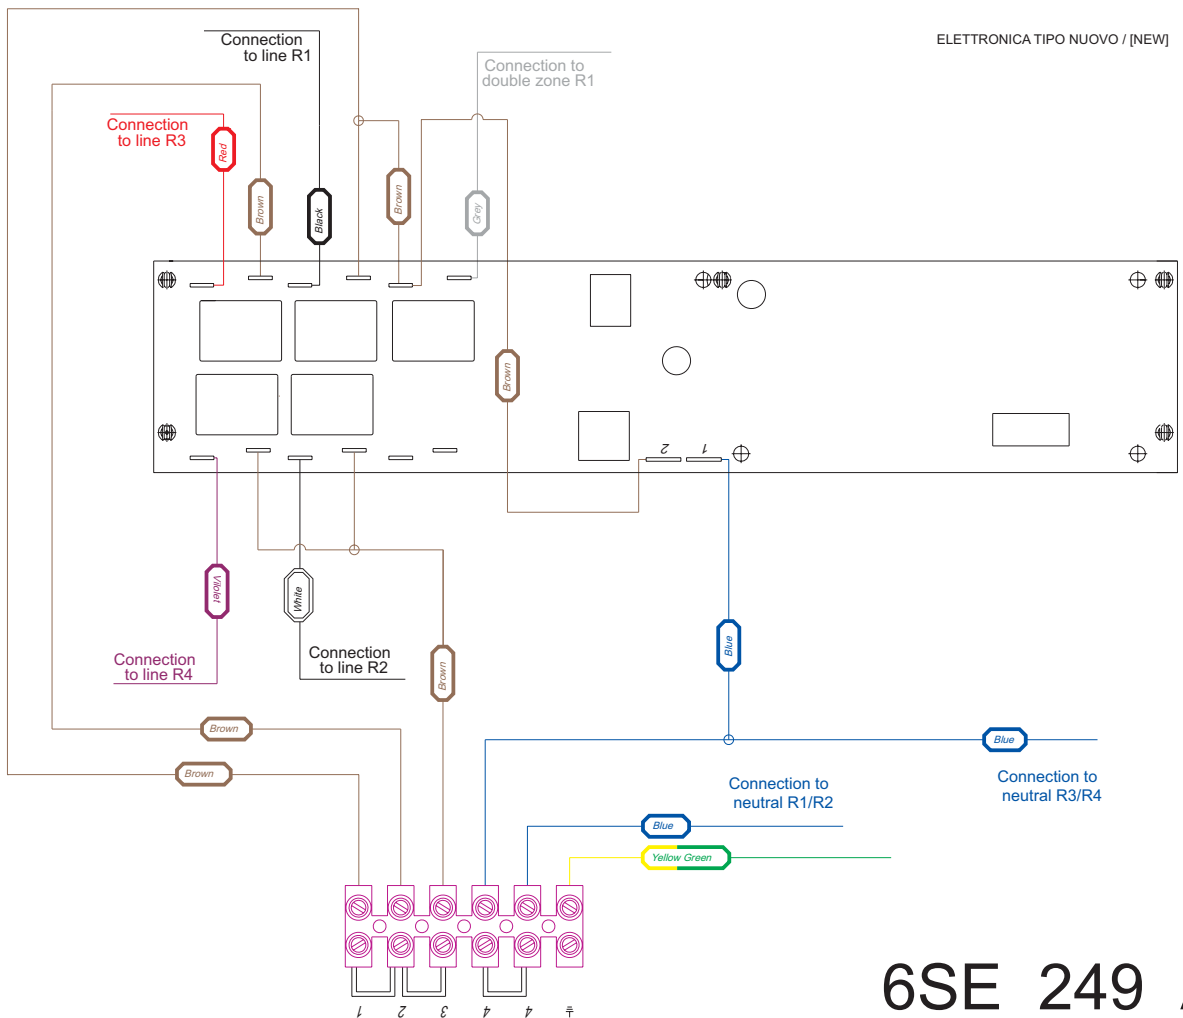 ELETTRONICA TIPO NUOVO / [NEW]
Connection
to line R1
Connection to
double zone R1
Connection
to line R3
Red
Brown
Black
Brown
Grey
Brown
2
1
Vilolet
White
Blue
Connection
to line R4
Connection
to line R2
Brown
Brown
Blue
Brown
Connection to
neutral R1/R2
Connection to
neutral R3/R4
Blue
Yellow Green
1
2
3
4
4
6SE 249